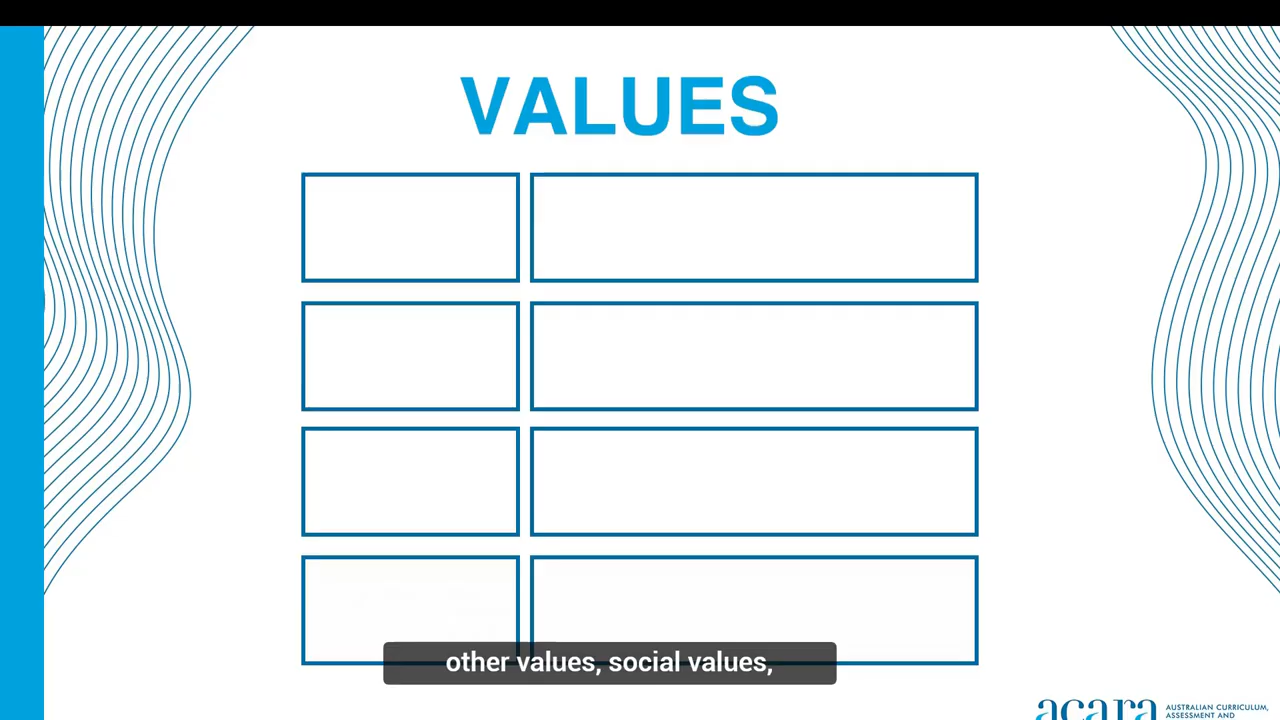 VALUES
other values, social values,
acara
AUSTRALIAN CURRICULUM,
ASSESSMENT AND